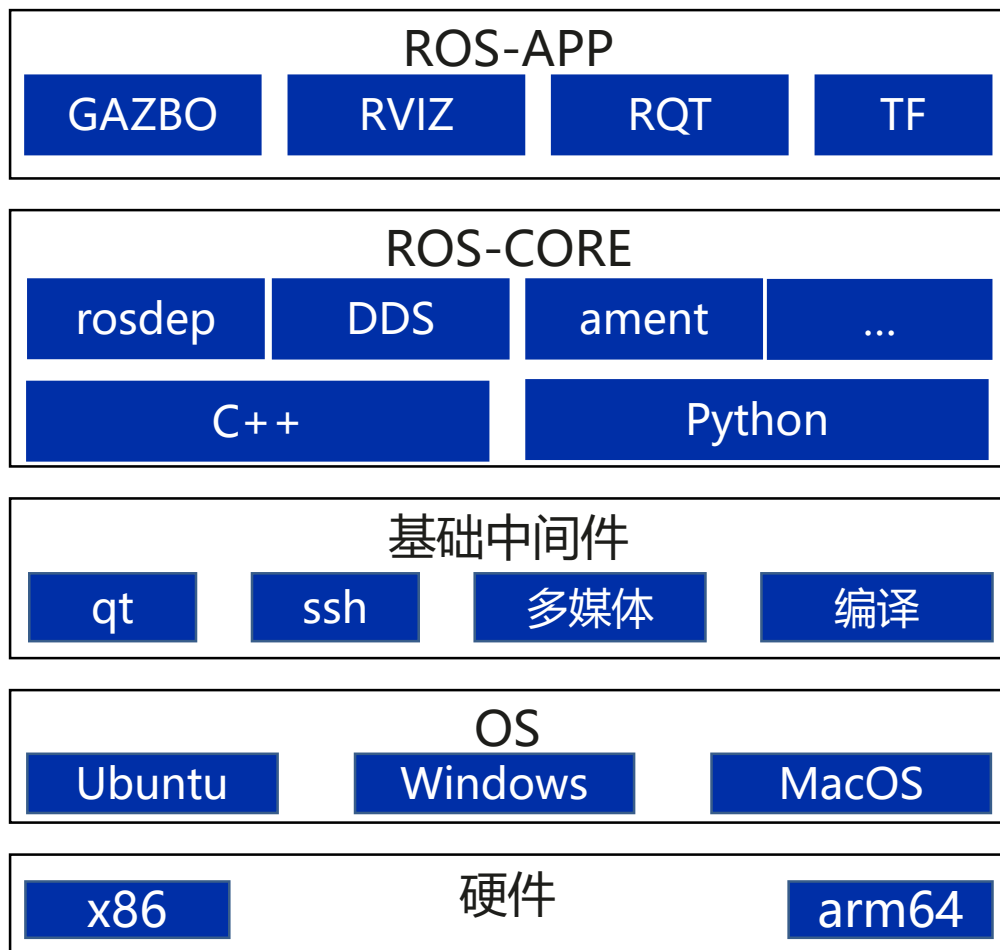 ROS-APP
GAZBO RVIZ RQT TF
ROS-CORE
rosdep DDS ament ...
C++ Python
基础中间件
qt ssh 多媒体 编译
OS
Ubuntu Windows MacOS
硬件
x86 arm64